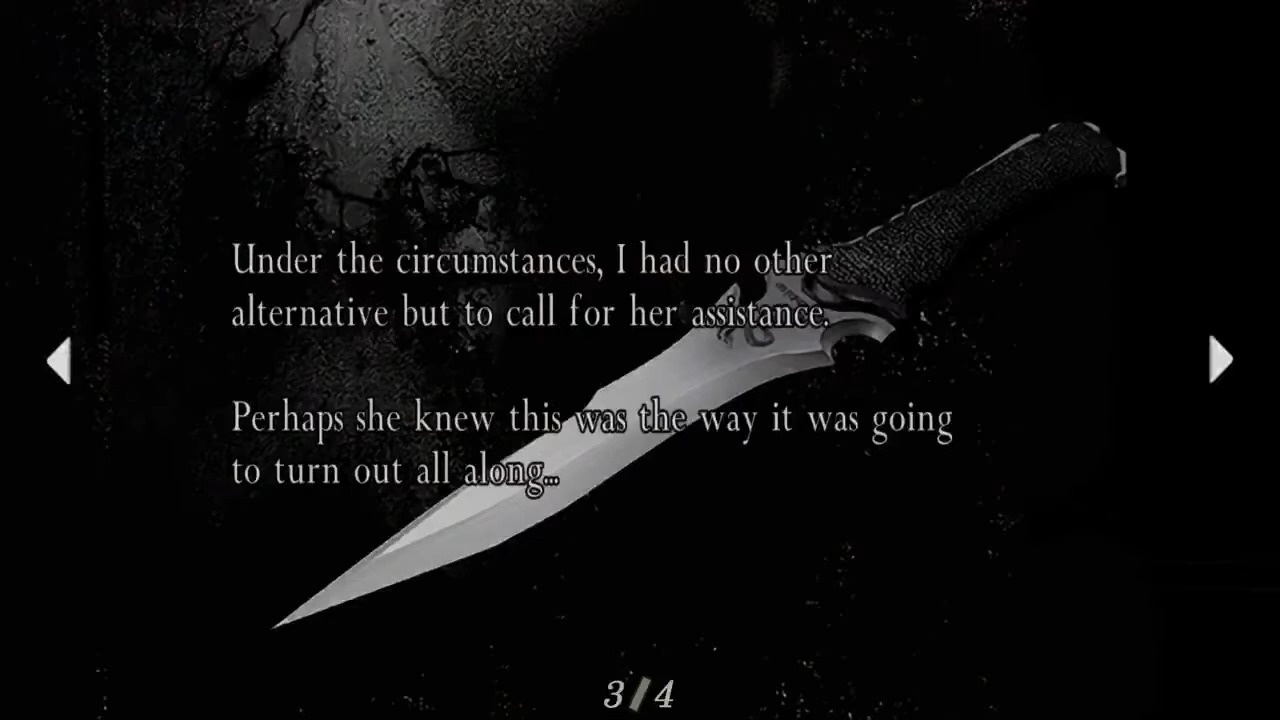 Under the circumstances, I had no other
alternative but to call for her assistance.
Perhaps she knew this was the way it was going
to turn out all along...
3/4